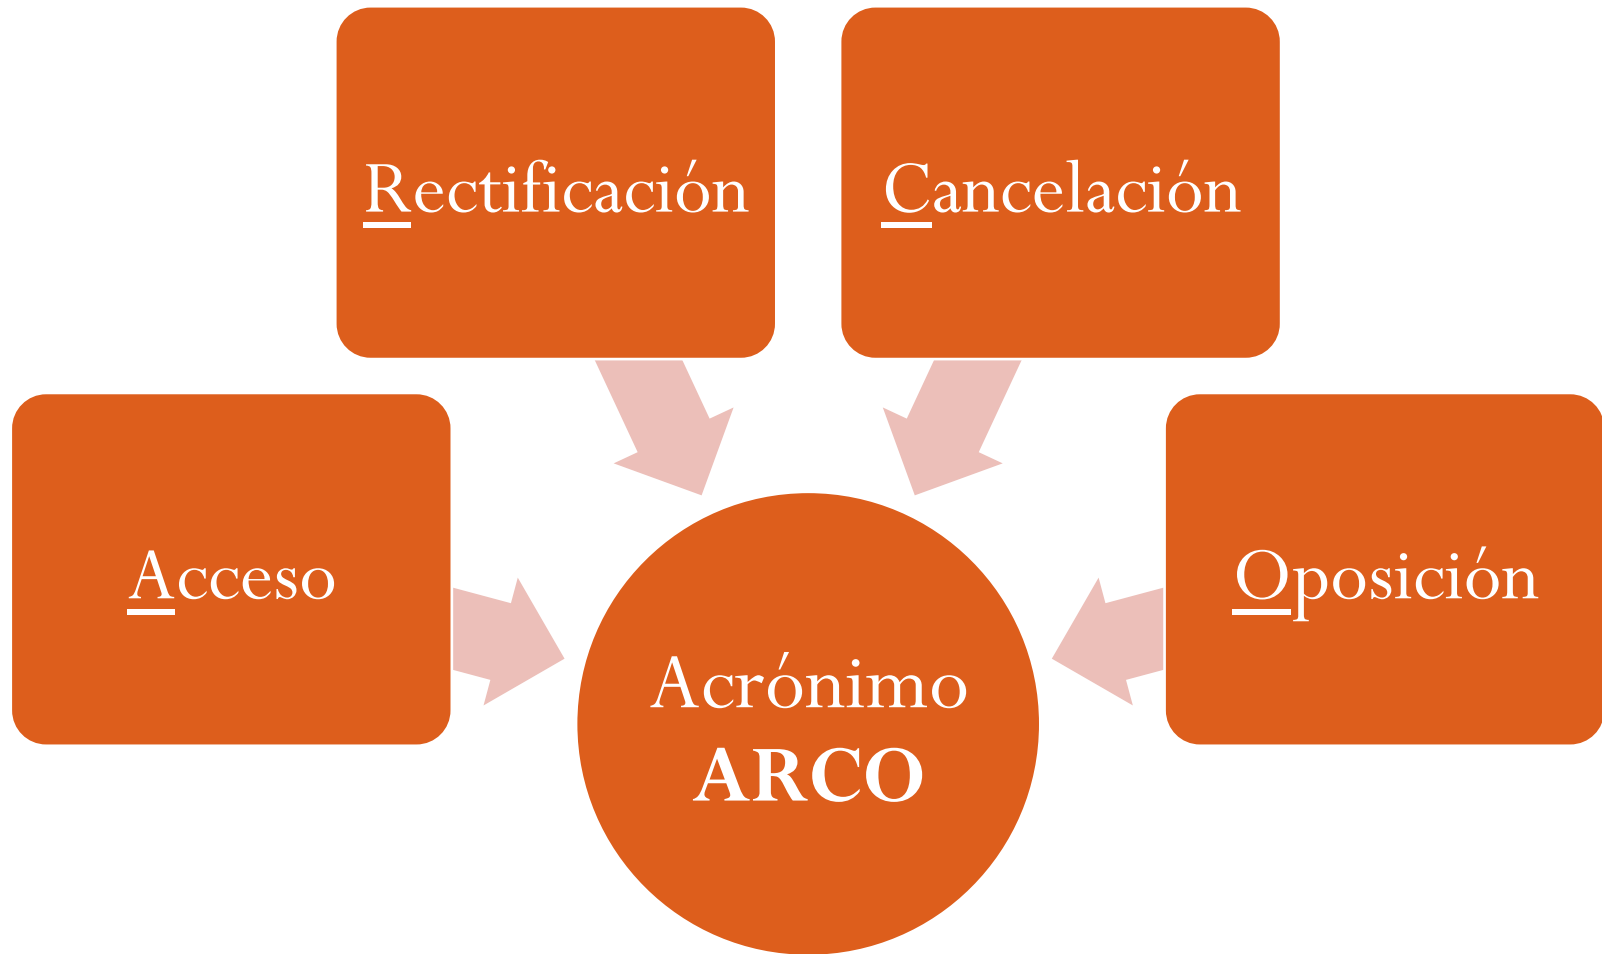 Rectificación
Cancelación
Acceso
Oposición
Acrónimo
ARCO